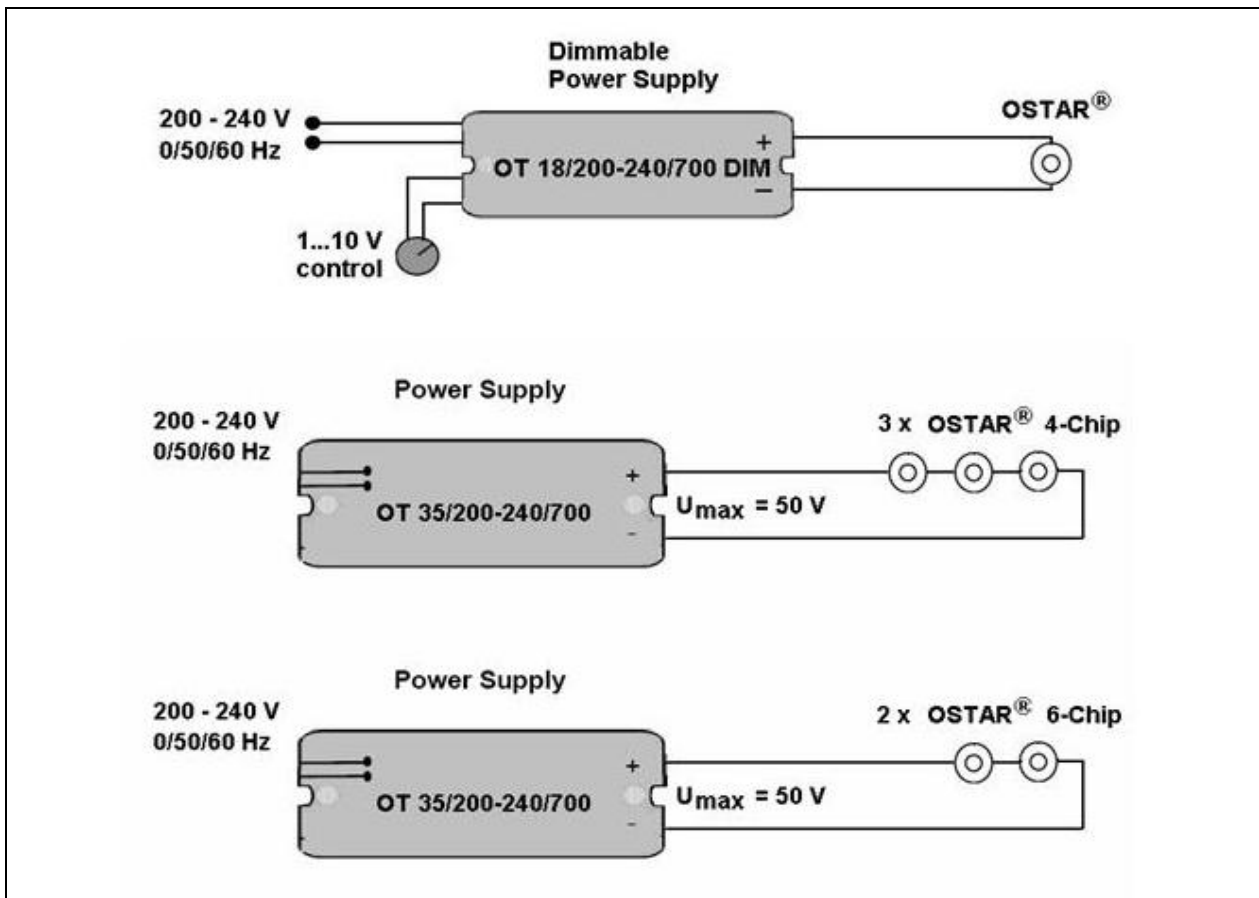 Dimmable
Power Supply
200 - 240 V
0/50/60 Hz
OSTAR®
+
OT 18/200-240/700 DIM
–
1...10 V
control
Power Supply
200 - 240 V
0/50/60 Hz
3 x OSTAR® 4-Chip
+
OT 35/200-240/700
Umax = 50 V
-
Power Supply
200 - 240 V
0/50/60 Hz
2 x OSTAR® 6-Chip
+
OT 35/200-240/700
Umax = 50 V
-